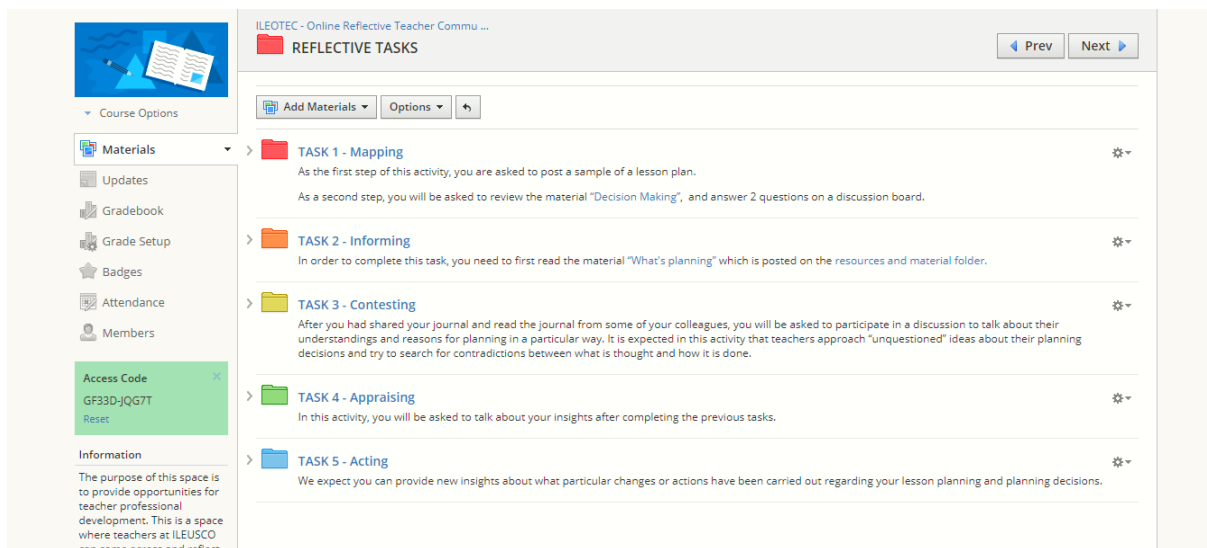 ILEOTEC - Online Reflective Teacher Commu ...
REFLECTIVE TASKS
Prev
Next
Course Options
Materials
Updates
Gradebook
Grade Setup
Badges
Attendance
Members
Access Code
GF33D-JQG7T
Reset
Information
The purpose of this space is
to provide opportunities for
teacher professional
development. This is a space
where teachers at ILEUSCO
Add Materials
Options
TASK 1 - Mapping
As the first step of this activity, you are asked to post a sample of a lesson plan.
As a second step, you will be asked to review the material “Decision Making”, and answer 2 questions on a discussion board.
TASK 2 - Informing
In order to complete this task, you need to first read the material “What's planning” which is posted on the resources and material folder.
TASK 3 - Contesting
After you had shared your journal and read the journal from some of your colleagues, you will be asked to participate in a discussion to talk about their
understandings and reasons for planning in a particular way. It is expected in this activity that teachers approach “unquestioned” ideas about their planning
decisions and try to search for contradictions between what is thought and how it is done.
TASK 4 - Appraising
In this activity, you will be asked to talk about your insights after completing the previous tasks.
TASK 5 - Acting
We expect you can provide new insights about what particular changes or actions have been carried out regarding your lesson planning and planning decisions.